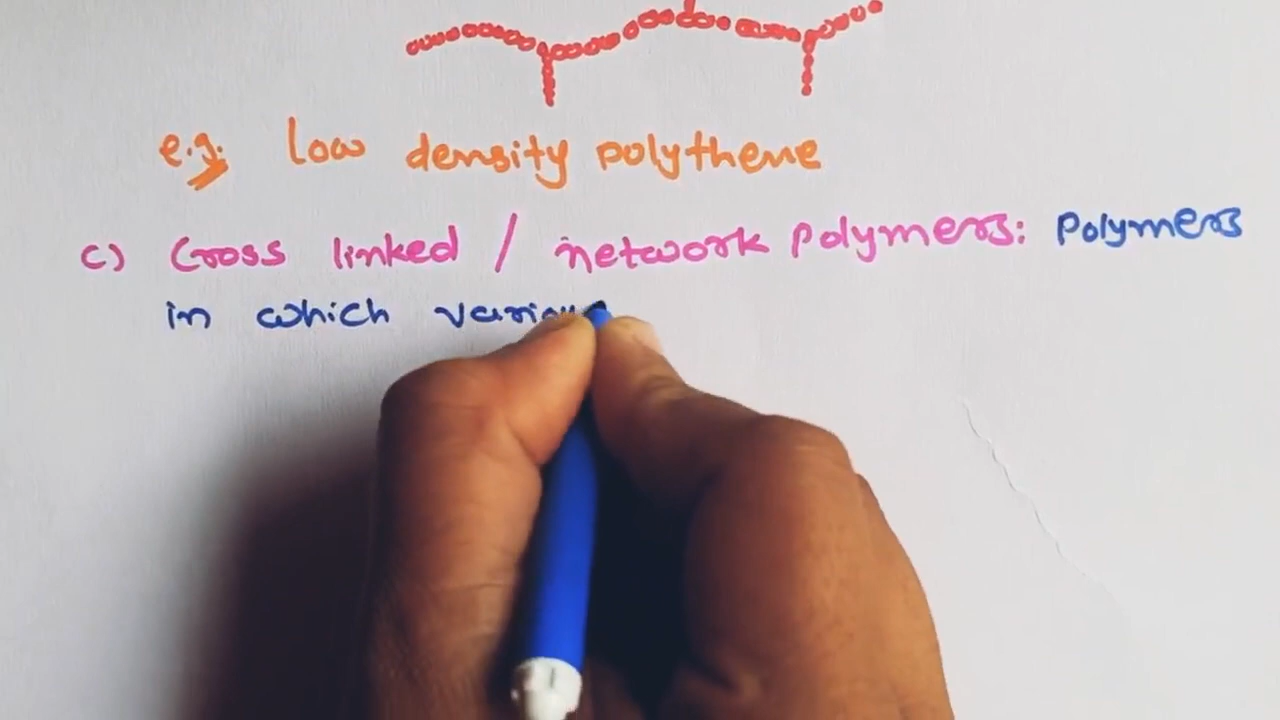 e.g. Low density polythene
c) Cross linked / network polymers: Polymers
in which